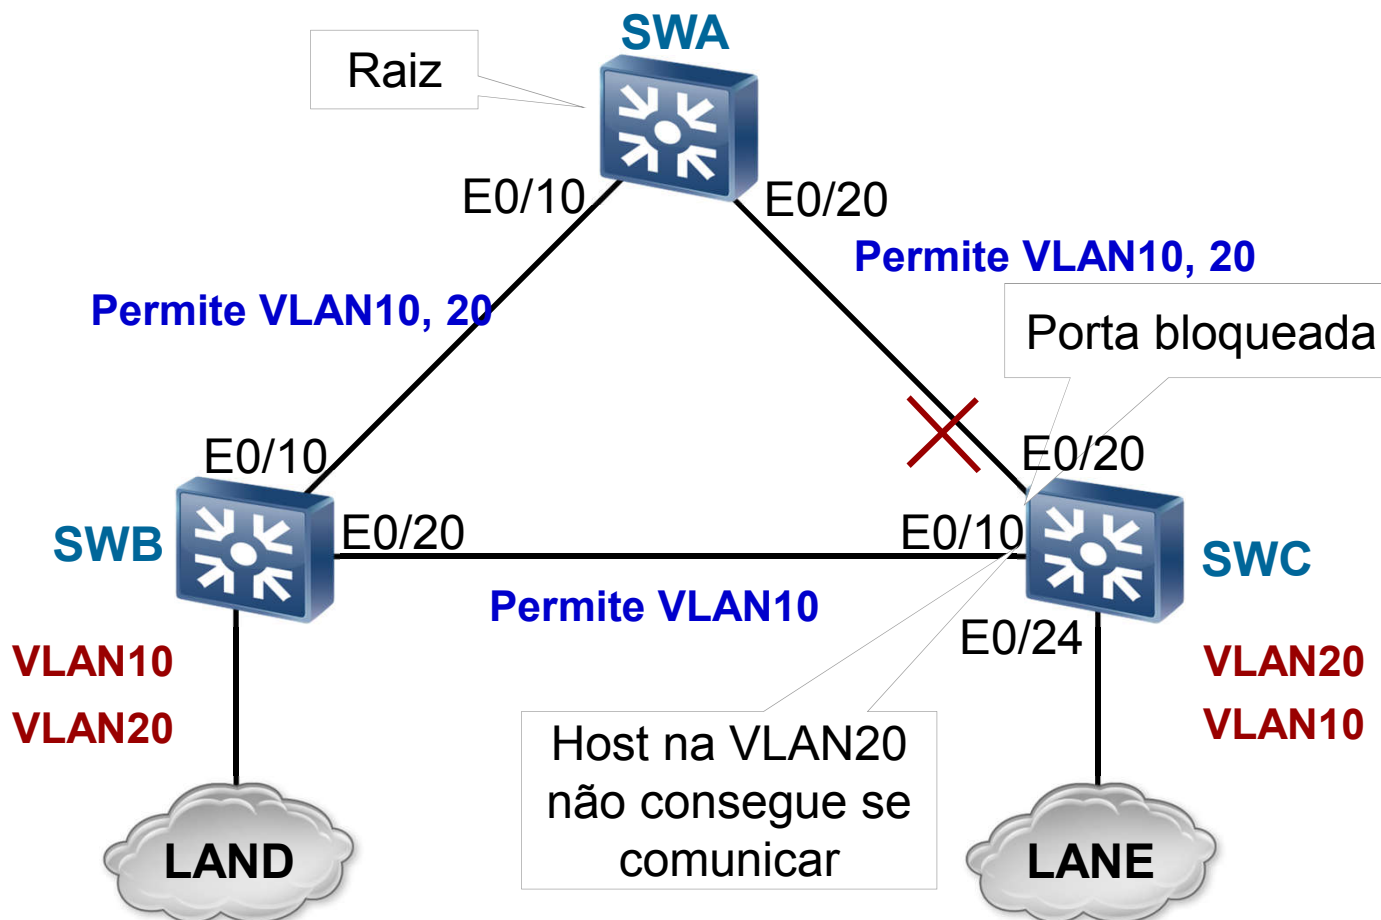 SWA
Raiz
E0/10
E0/20
Permite VLAN10, 20
Permite VLAN10, 20
Porta bloqueada
E0/10
E0/20
SWB
E0/20
E0/10
SWC
Permite VLAN10
E0/24
VLAN10
VLAN20
VLAN20
VLAN10
Host na VLAN20
não consegue se
comunicar
LAND
LANE